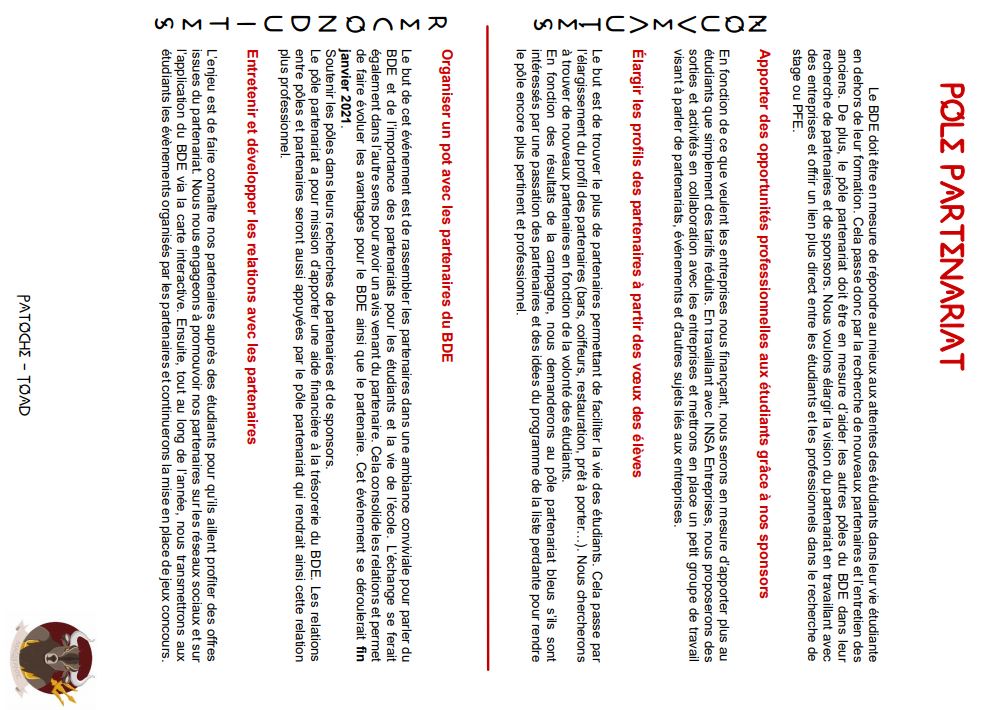 PÔLE PARTENARIAT
Le BDE doit être en mesure de répondre au mieux aux attentes des étudiants dans leur vie étudiante
en dehors de leur formation. Cela passe donc par la recherche de nouveaux partenaires et l’entretien des
anciens. De plus, le pôle partenariat doit être en mesure d’aider les autres pôles du BDE dans leur
recherche de partenaires et de sponsors. Nous voulons élargir la vision du partenariat en travaillant avec
des entreprises et offrir un lien plus direct entre les étudiants et les professionnels dans le recherche de
stage ou PFE.
NOUVEAUTÉS
Apporter des opportunités professionnelles aux étudiants grâce à nos sponsors
En fonction de ce que veulent les entreprises nous finançant, nous serons en mesure d’apporter plus au
étudiants que simplement des tarifs réduits. En travaillant avec INSA Entreprises, nous proposerons des
sorties et activités en collaboration avec les entreprises et mettrons en place un petit groupe de travail
visant à parler de partenariats, événements et d'autres sujets liés aux entreprises.
Élargir les profils des partenaires à partir des vœux des élèves
Le but est de trouver le plus de partenaires permettant de faciliter la vie des étudiants. Cela passe par
l’élargissement du profil des partenaires (bars, coiffeurs, restauration, prêt à porter…). Nous chercherons
à trouver de nouveaux partenaires en fonction de la volonté des étudiants.
En fonction des résultats de la campagne, nous demanderons au pôle partenariat bleus s’ils sont
intéressés par une passation des partenaires et des idées du programme de la liste perdante pour rendre
le pôle encore plus pertinent et professionnel.
RECONDUITES
Organiser un pot avec les partenaires du BDE
Le but de cet événement est de rassembler les partenaires dans une ambiance conviviale pour parler du
BDE et de l’importance des partenariats pour les étudiants et la vie de l’école. L’échange se ferait
également dans l’autre sens pour avoir un avis venant du partenaire. Cela consolide les relations et permet
de faire évoluer les avantages pour le BDE ainsi que le partenaire. Cet événement se déroulerait fin
janvier 2021.
Soutenir les pôles dans leurs recherches de partenaires et de sponsors.
Le pôle partenariat a pour mission d’apporter une aide financière à la trésorerie du BDE. Les relations
entre pôles et partenaires seront aussi appuyées par le pôle partenariat qui rendrait ainsi cette relation
plus professionnel.
Entretenir et développer les relations avec les partenaires
L’enjeu est de faire connaître nos partenaires auprès des étudiants pour qu’ils aillent profiter des offres
issues du partenariat. Nous nous engageons à promouvoir nos partenaires sur les réseaux sociaux et sur
l’application du BDE via la carte interactive. Ensuite, tout au long de l’année, nous transmettrons aux
étudiants les évènements organisés par les partenaires et continuerons la mise en place de jeux concours.
PATOCHE – TOAD